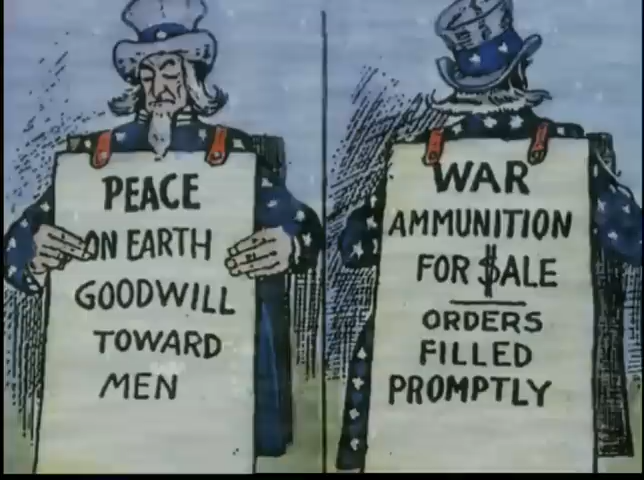 PEACE
ON EARTH
GOODWILL
TOWARD
MEN
WAR
AMMUNITION
FOR $ALE
ORDERS
FILLED
PROMPTLY